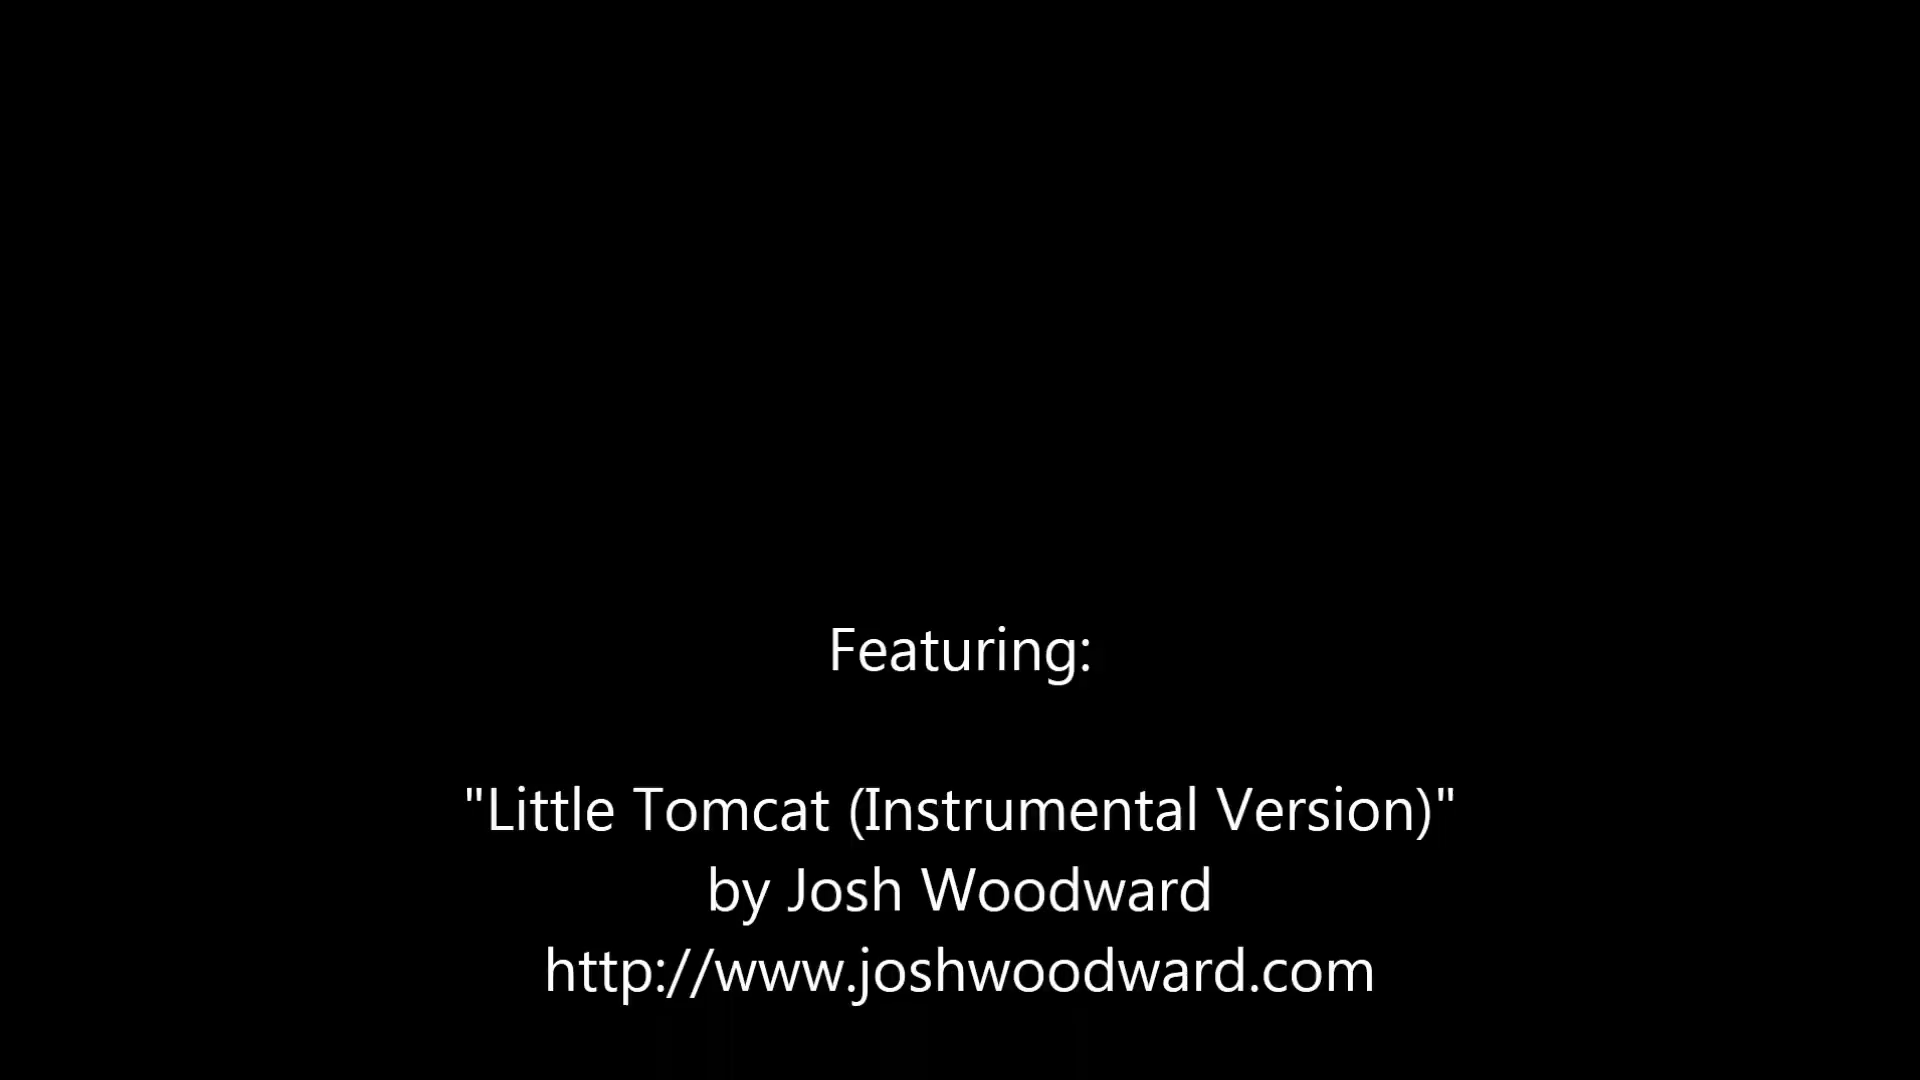 Featuring:
"Little Tomcat (Instrumental Version)"
by Josh Woodward
http://www.joshwoodward.com